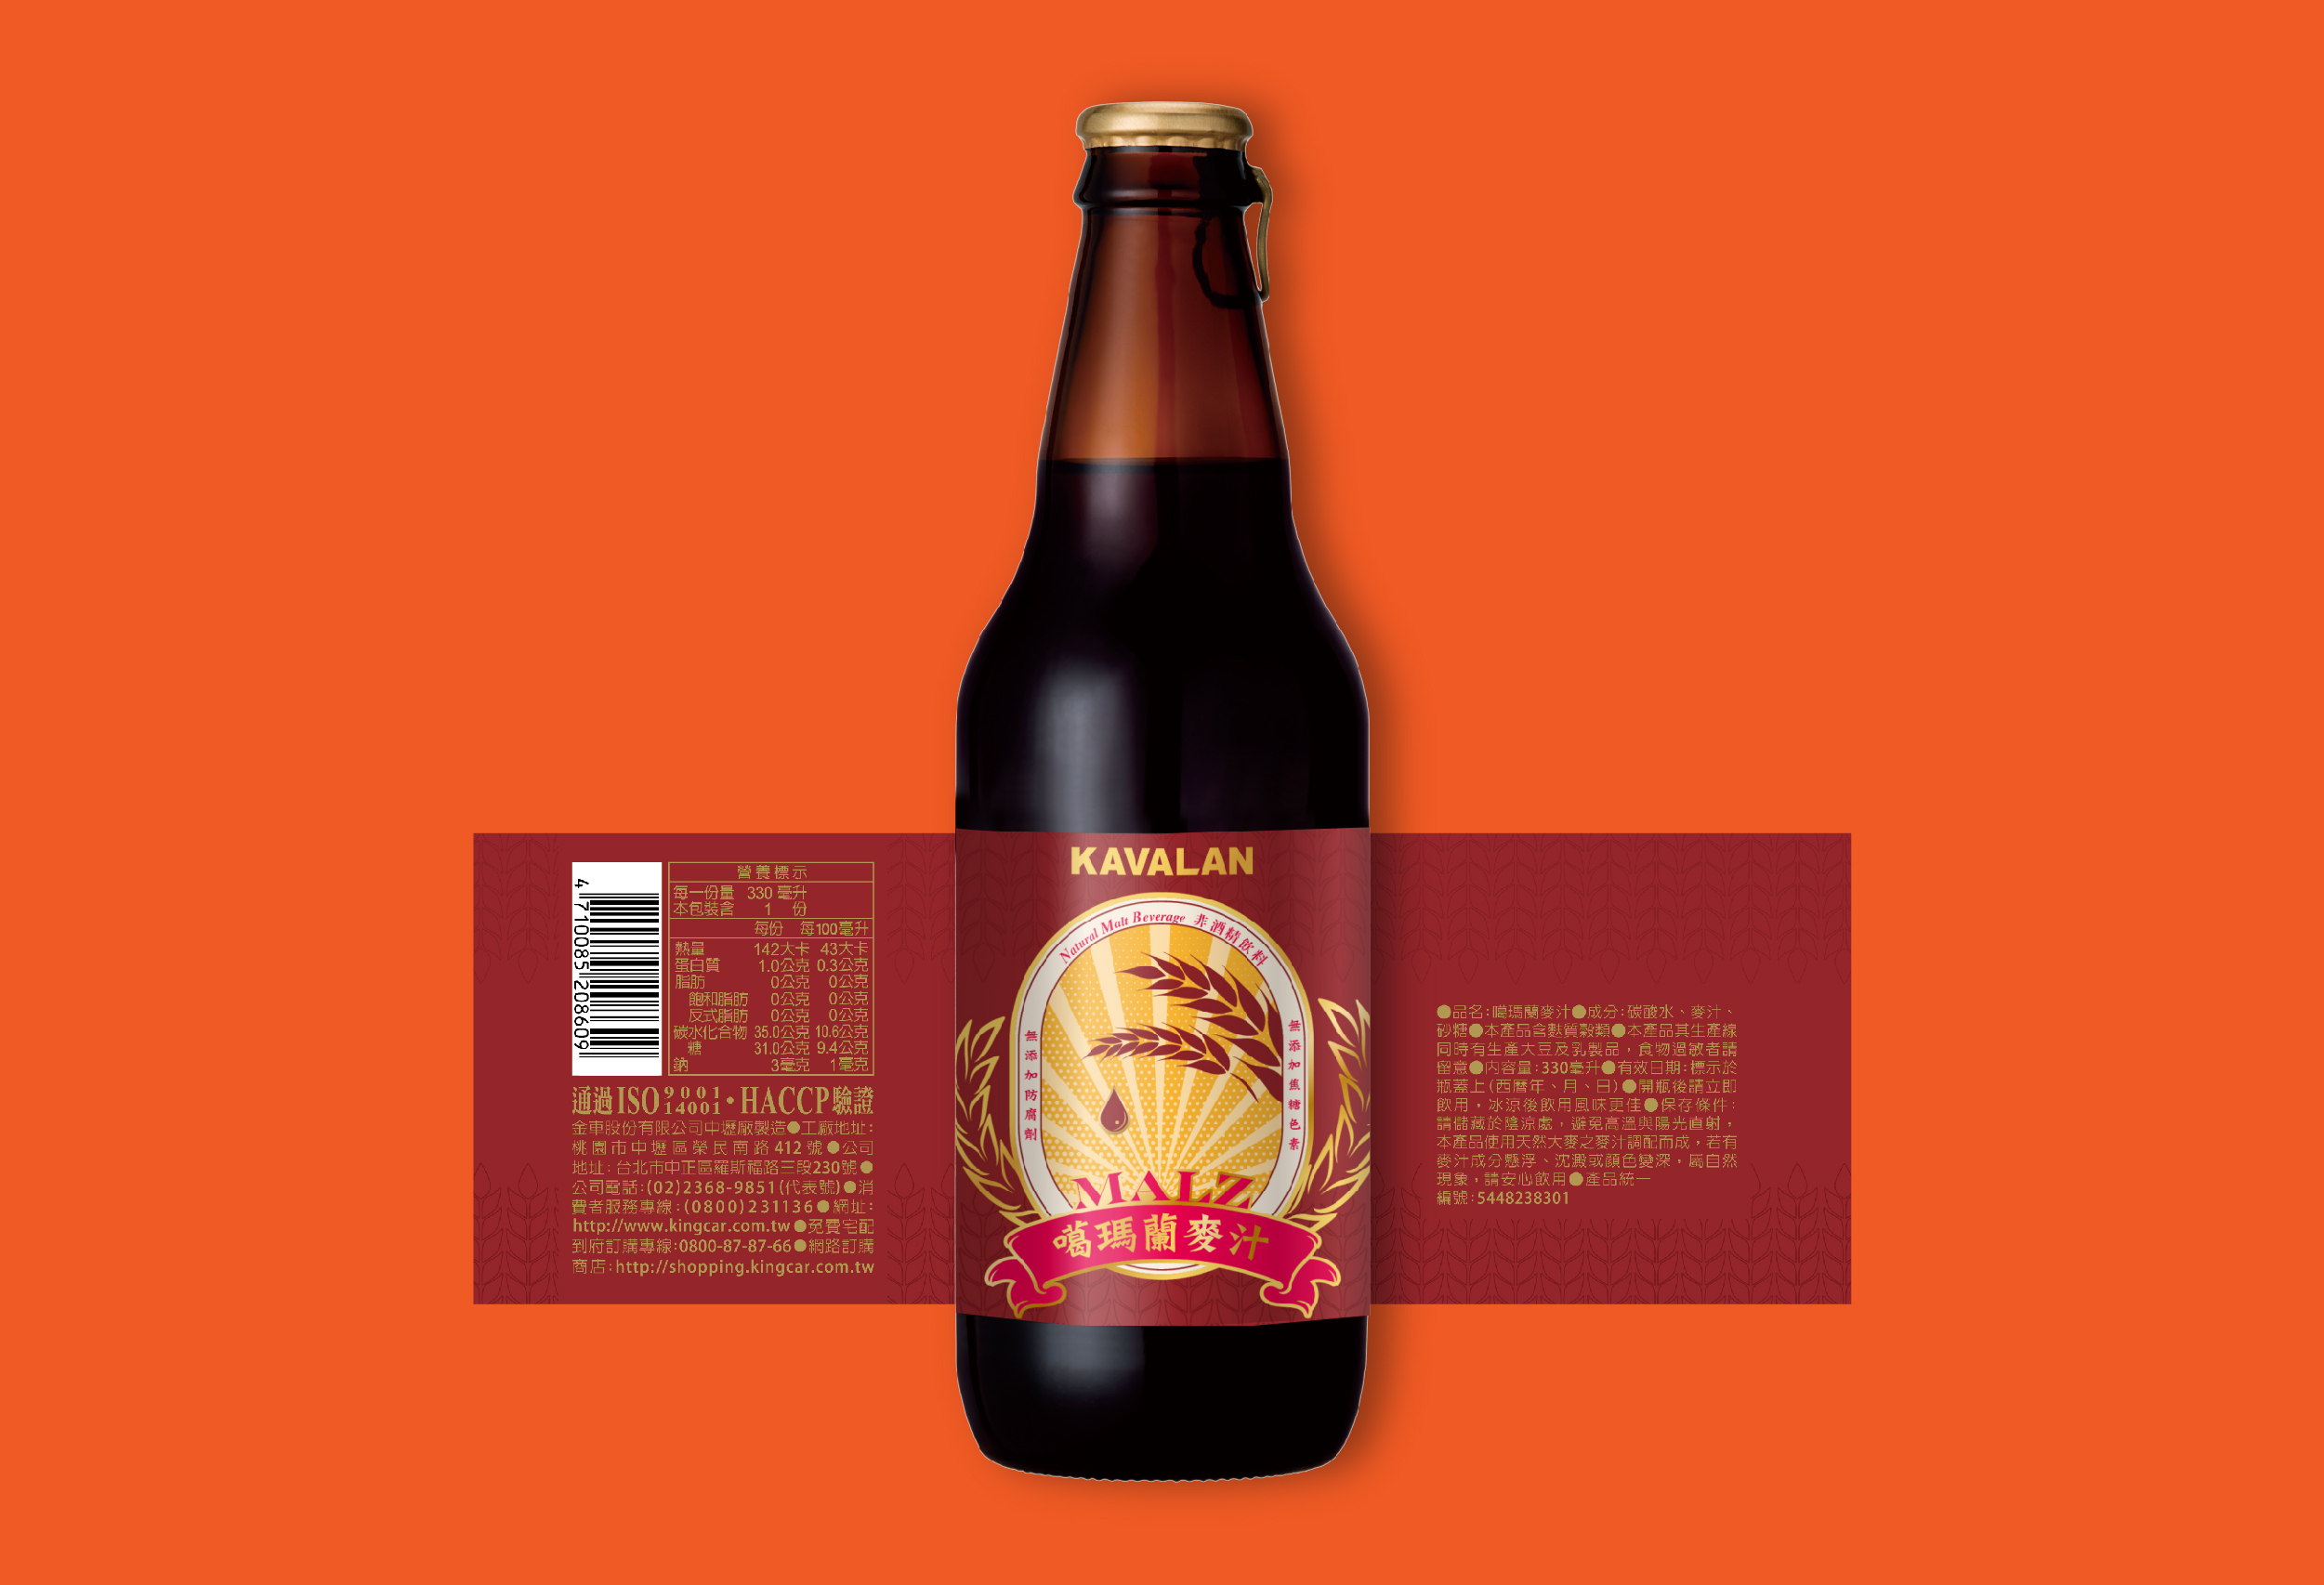 4 710085 208609
營養標示
每一份量 330 毫升
本包裝含 1 份
每份 每100毫升
熱量 142大卡 43大卡
蛋白質 1.0公克 0.3公克
脂肪 0公克 0公克
飽和脂肪 0公克 0公克
反式脂肪 0公克 0公克
碳水化合物 35.0公克 10.6公克
糖 31.0公克 9.4公克
鈉 3毫克 1毫克
通過ISO 9001 14001·HACCP驗證
金車股份有限公司中壢廠製造●工廠地址:
桃園市中壢區榮民南路412號●公司
地址:台北市中正區羅斯福路三段230號●
公司電話:(02)2368-9851(代表號)●消
費者服務專線:(0800)231136●網址:
http://www.kingcar.com.tw●免費宅配
到府訂購專線:0800-87-87-66●網路訂購
商店:http://shopping.kingcar.com.tw
KAVALAN
Natural Malt Beverage 非酒精飲料
無添加防腐劑
無添加焦糖色素
MALZ
噶瑪蘭麥汁
●品名:噶瑪蘭麥汁●成分:碳酸水、麥汁、
砂糖●本產品含麩質穀類●本產品其生產線
同時有生產大豆及乳製品,食物過敏者請
留意●內容量:330毫升●有效日期:標示於
瓶蓋上(西曆年、月、日)●開瓶後請立即
飲用,冰涼後飲用風味更佳●保存條件:
請儲藏於陰涼處,避免高溫與陽光直射,
本產品使用天然大麥之麥汁調配而成,若有
麥汁成分懸浮、沈澱或顏色變深,屬自然
現象,請安心飲用●產品統一
編號:5448238301